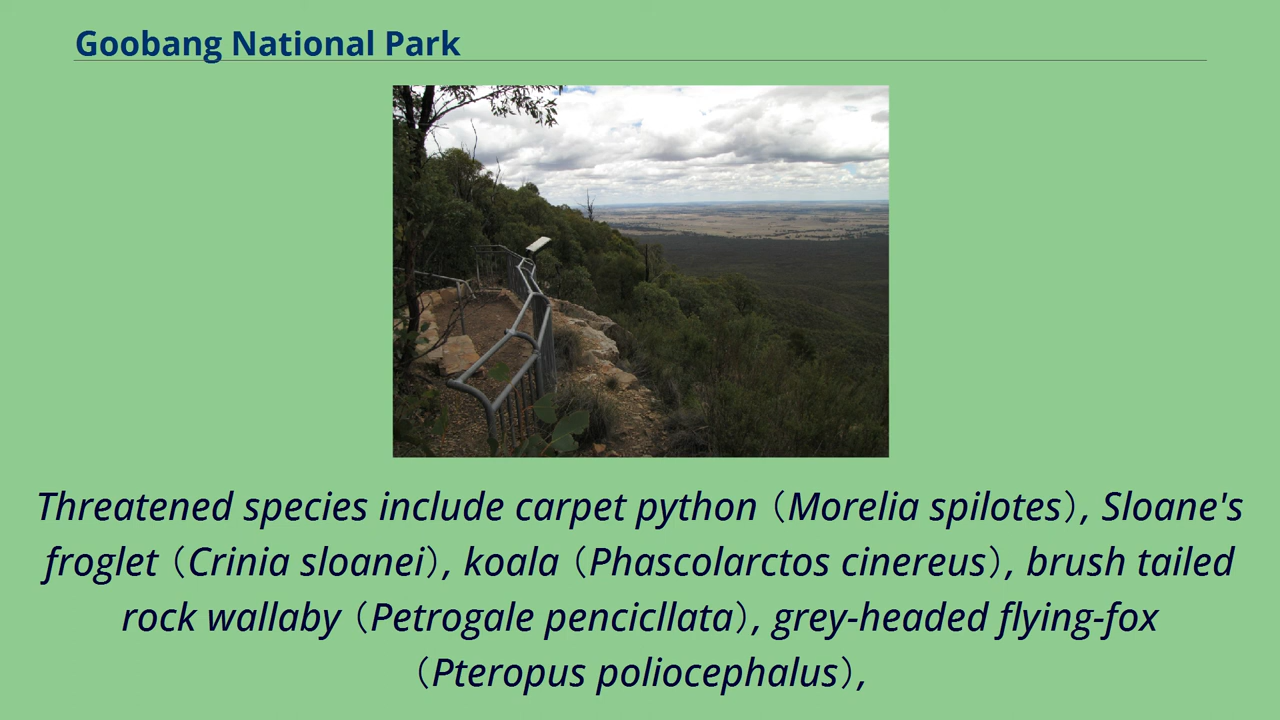 Goobang National Park
Threatened species include carpet python（Morelia spilotes）, Sloane's
froglet（Crinia sloanei）, koala（Phascolarctos cinereus）, brush tailed
rock wallaby（Petrogale pencicllata）, grey-headed flying-fox
（Pteropus poliocephalus）,